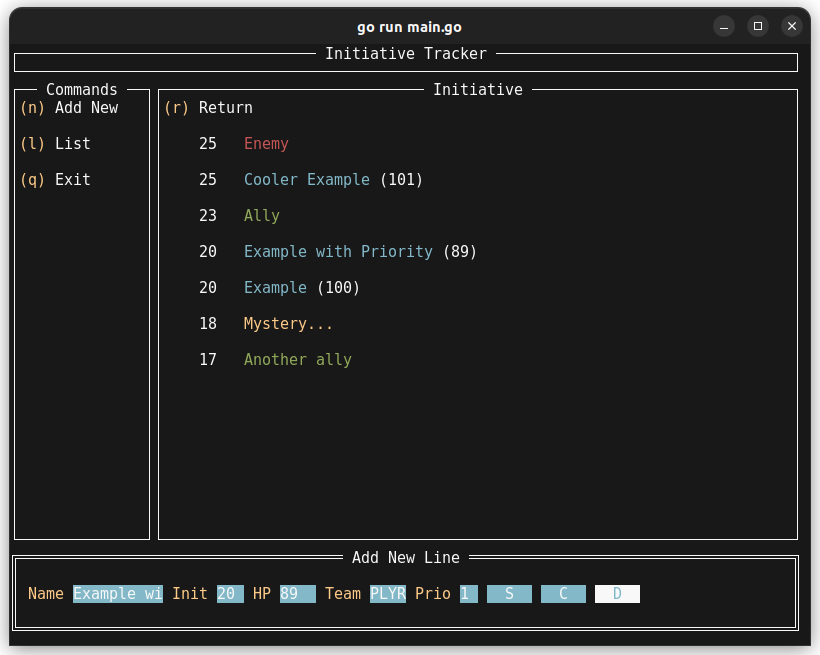 go run main.go
Initiative Tracker
Commands
(n) Add New
(l) List
(q) Exit
Initiative
(r) Return
25 Enemy
25 Cooler Example (101)
23 Ally
20 Example with Priority (89)
20 Example (100)
18 Mystery...
17 Another ally
Add New Line
Name Example wi Init 20 HP 89 Team PLYR Prio 1 S C D